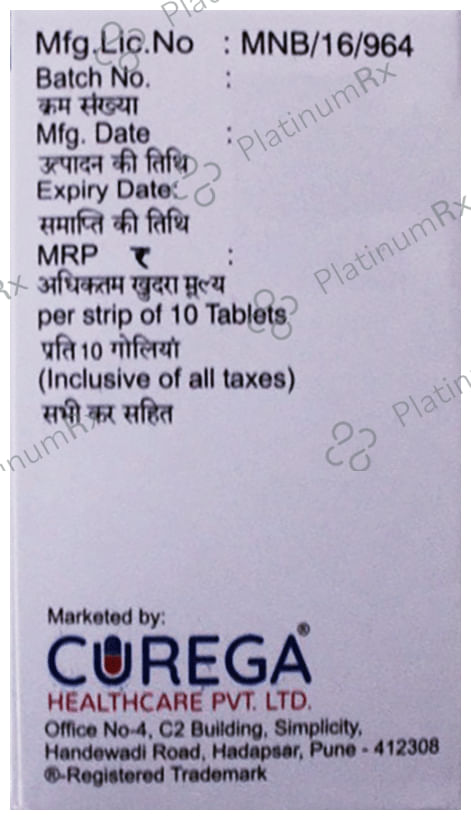 Mfg.Lic.No : MNB/16/964
Batch No. :
क्रम संख्या
Mfg. Date :
उत्पादन की तिथि
Expiry Date:
समाप्ति की तिथि
MRP ₹ :
अधिकतम खुदरा मूल्य
per strip of 10 Tablets
प्रति 10 गोलियां
(Inclusive of all taxes)
सभी कर सहित
Marketed by:
CUREGA®
HEALTHCARE PVT. LTD.
Office No-4, C2 Building, Simplicity,
Handewadi Road, Hadapsar, Pune - 412308
®-Registered Trademark
PlatinumRx
PlatinumRx